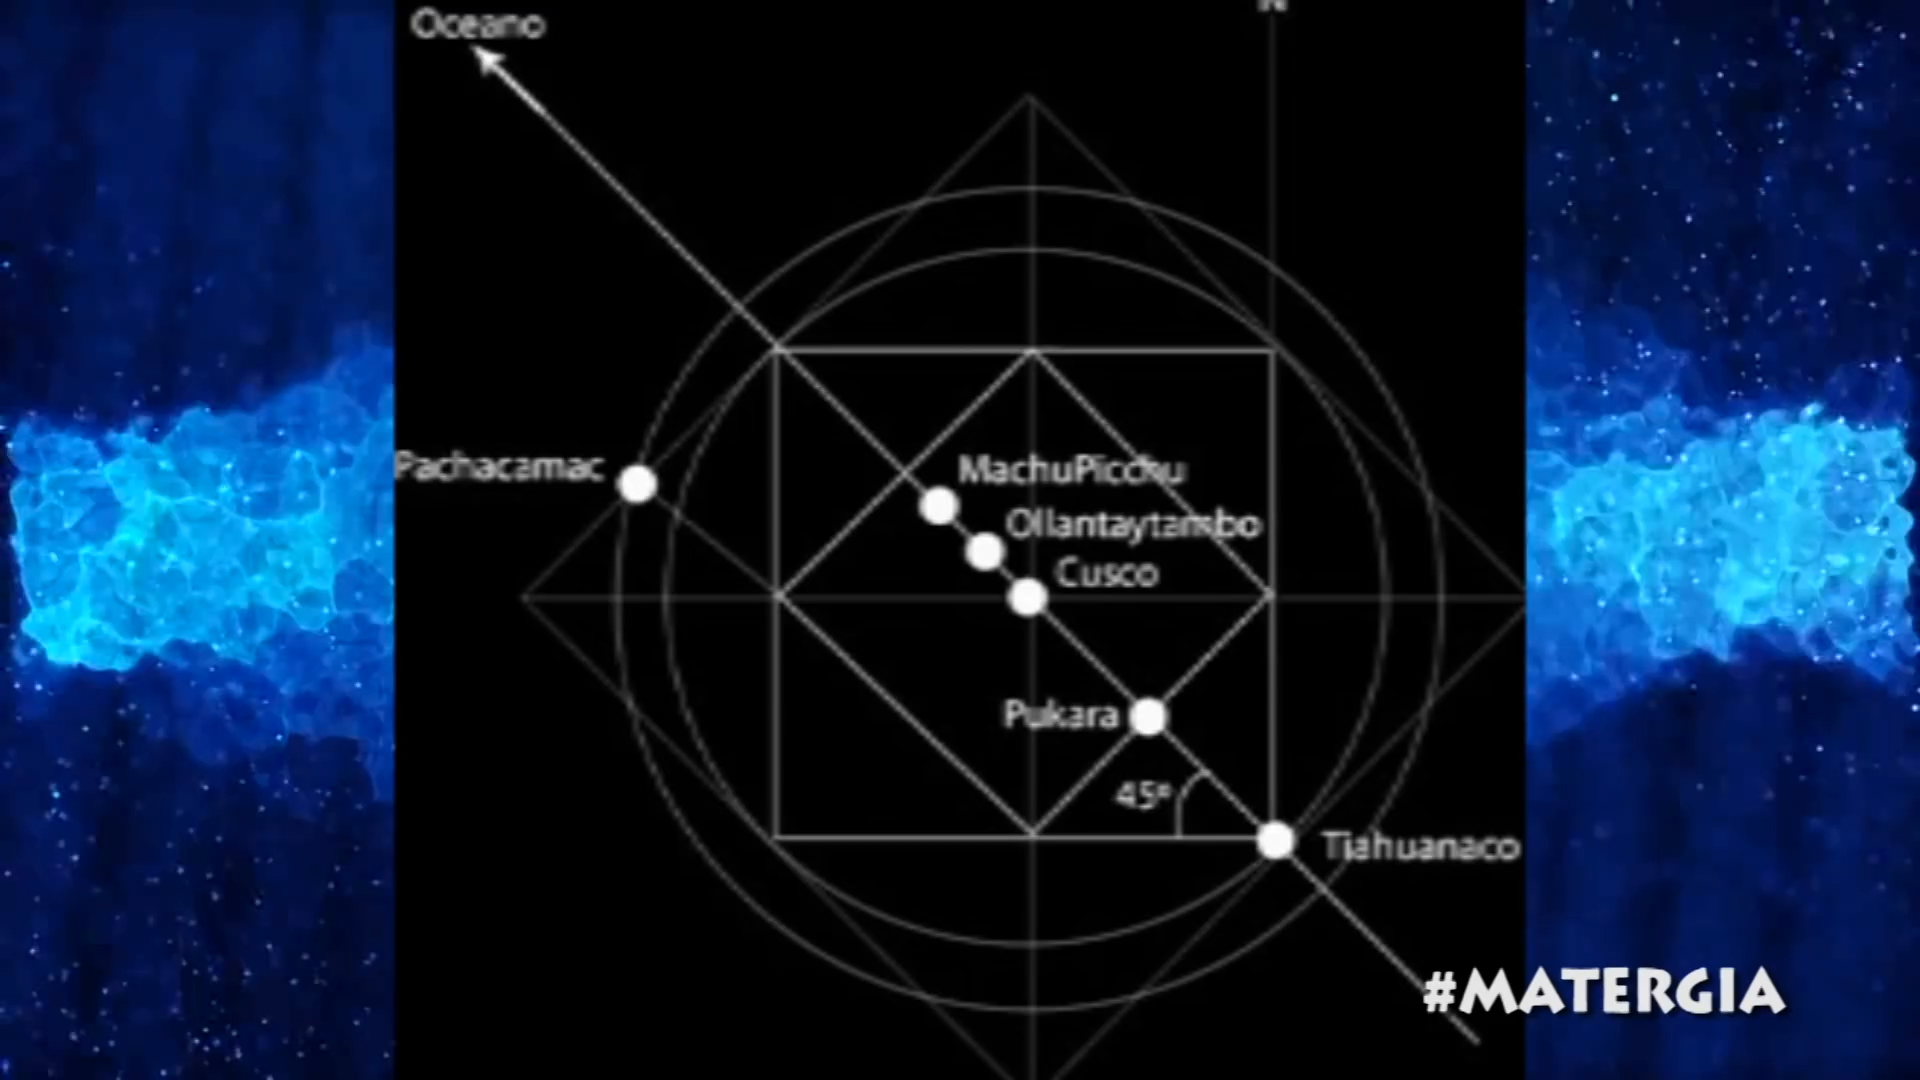 Oceano
N
Pachacamac
MachuPicchu
Ollantaytambo
Cusco
Pukara
45º
Tiahuanaco
#MATERGIA